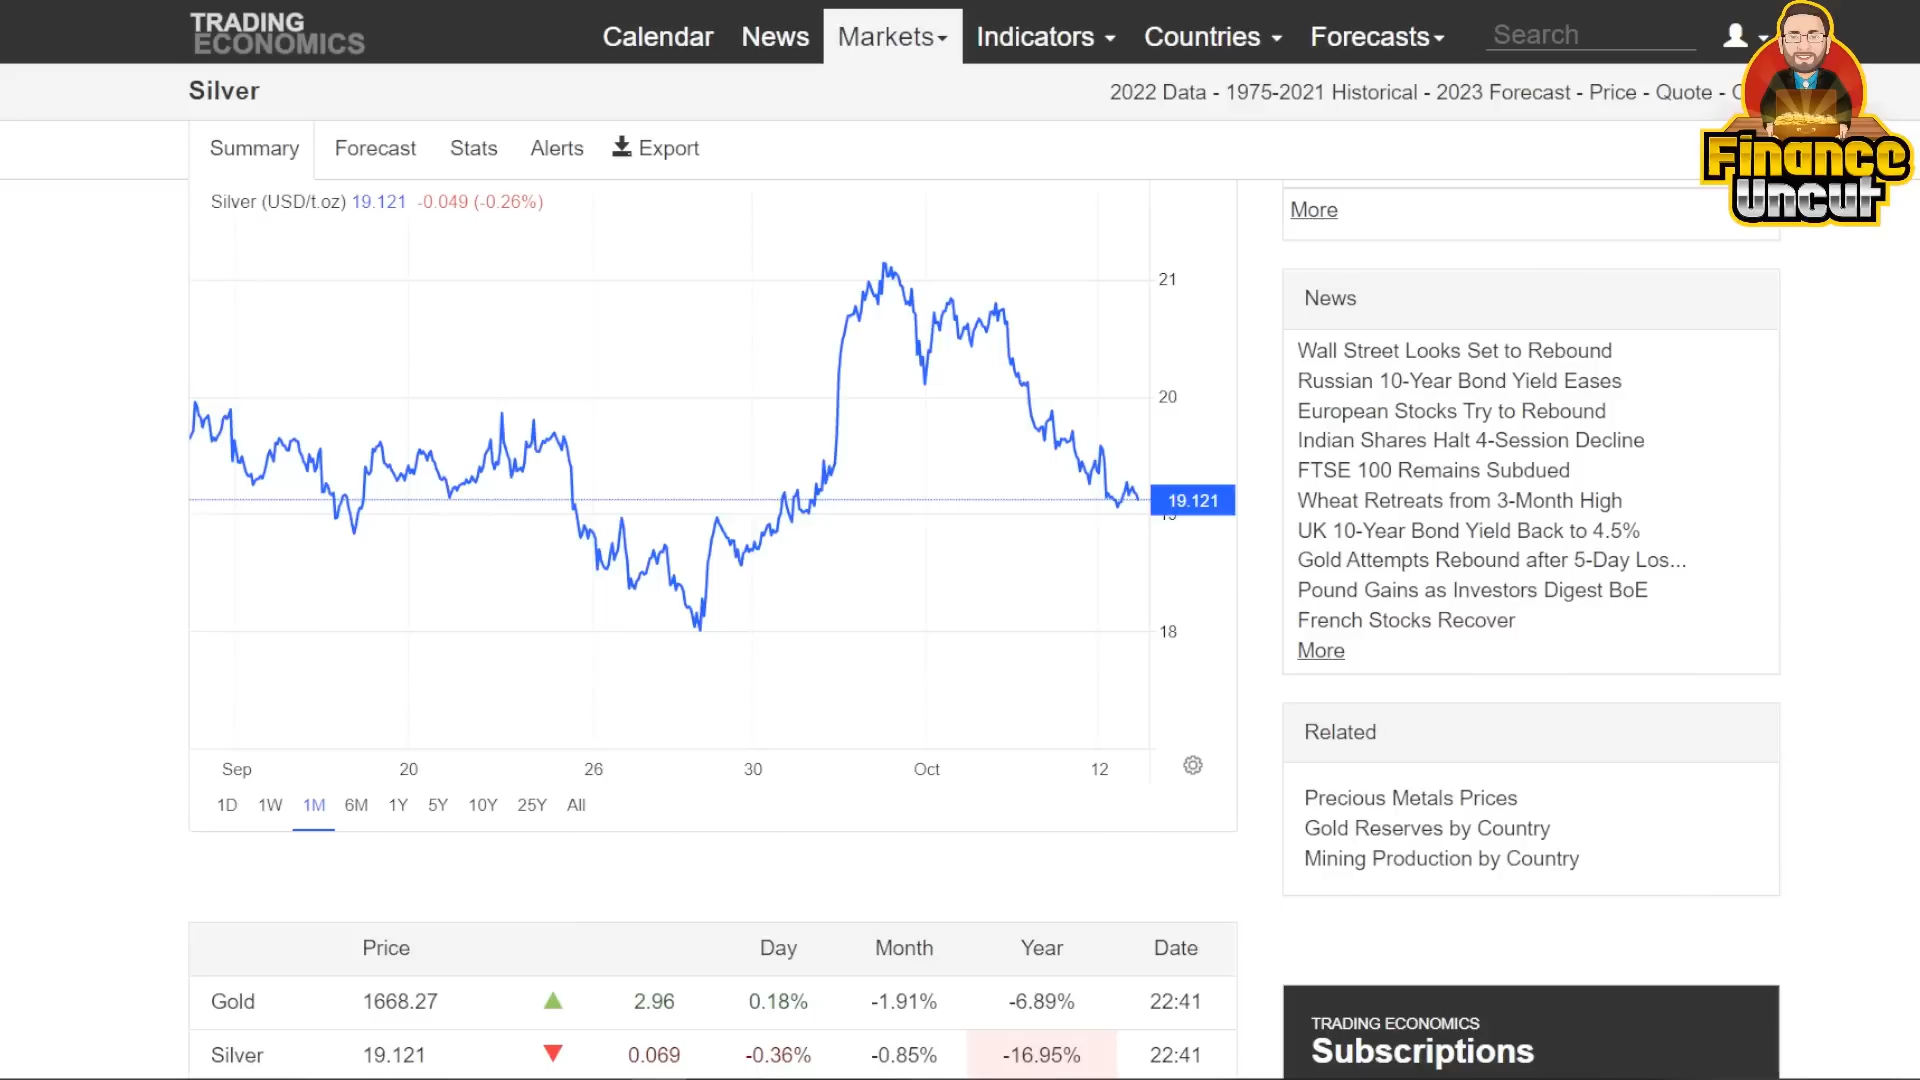 TRADING
ECONOMICS
Calendar News Markets Indicators Countries Forecasts Search
Silver
2022 Data - 1975-2021 Historical - 2023 Forecast - Price - Quote - C
Finance
Uncut
Summary Forecast Stats Alerts Export
Silver (USD/t.oz) 19.121 -0.049 (-0.26%)
21
20
19.121
18
Sep 20 26 30 Oct 12
1D 1W 1M 6M 1Y 5Y 10Y 25Y All
More
News
Wall Street Looks Set to Rebound
Russian 10-Year Bond Yield Eases
European Stocks Try to Rebound
Indian Shares Halt 4-Session Decline
FTSE 100 Remains Subdued
Wheat Retreats from 3-Month High
UK 10-Year Bond Yield Back to 4.5%
Gold Attempts Rebound after 5-Day Los...
Pound Gains as Investors Digest BoE
French Stocks Recover
More
Related
Precious Metals Prices
Gold Reserves by Country
Mining Production by Country
Price Day Month Year Date
Gold 1668.27 2.96 0.18% -1.91% -6.89% 22:41
Silver 19.121 0.069 -0.36% -0.85% -16.95% 22:41
TRADING ECONOMICS
Subscriptions